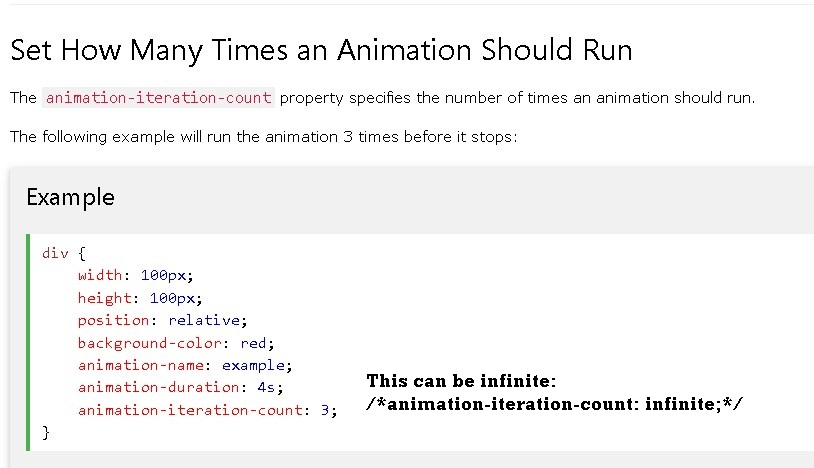 Set How Many Times an Animation Should Run
The animation-iteration-count property specifies the number of times an animation should run.
The following example will run the animation 3 times before it stops:
Example
div {
    width: 100px;
    height: 100px;
    position: relative;
    background-color: red;
    animation-name: example;
    animation-duration: 4s;
    animation-iteration-count: 3;
}
This can be infinite:
/*animation-iteration-count: infinite;*/